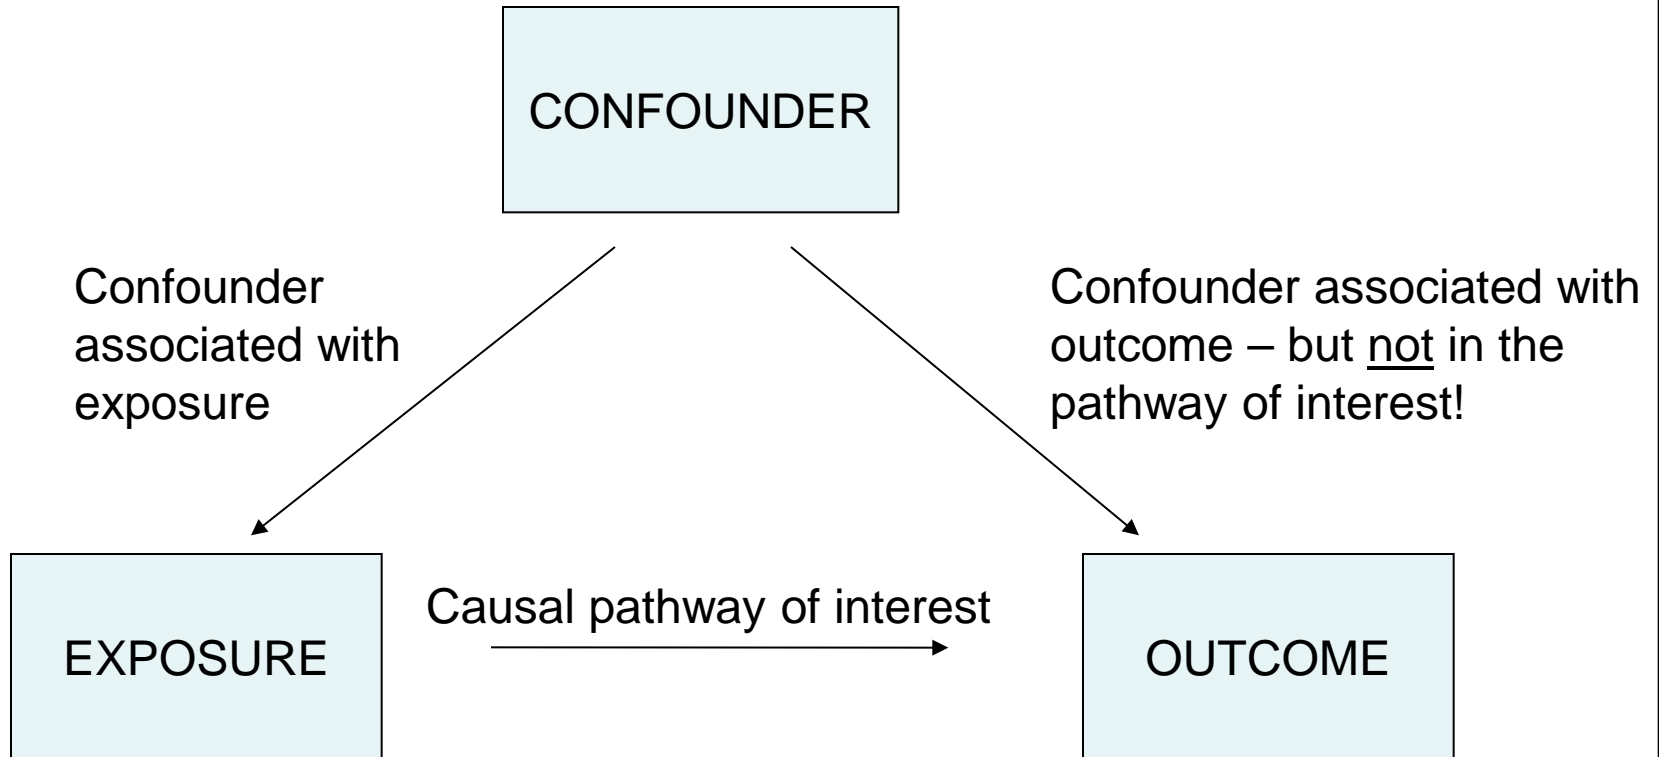 CONFOUNDER
Confounder
associated with
exposure
Confounder associated with
outcome – but not in the
pathway of interest!
Causal pathway of interest
EXPOSURE
OUTCOME